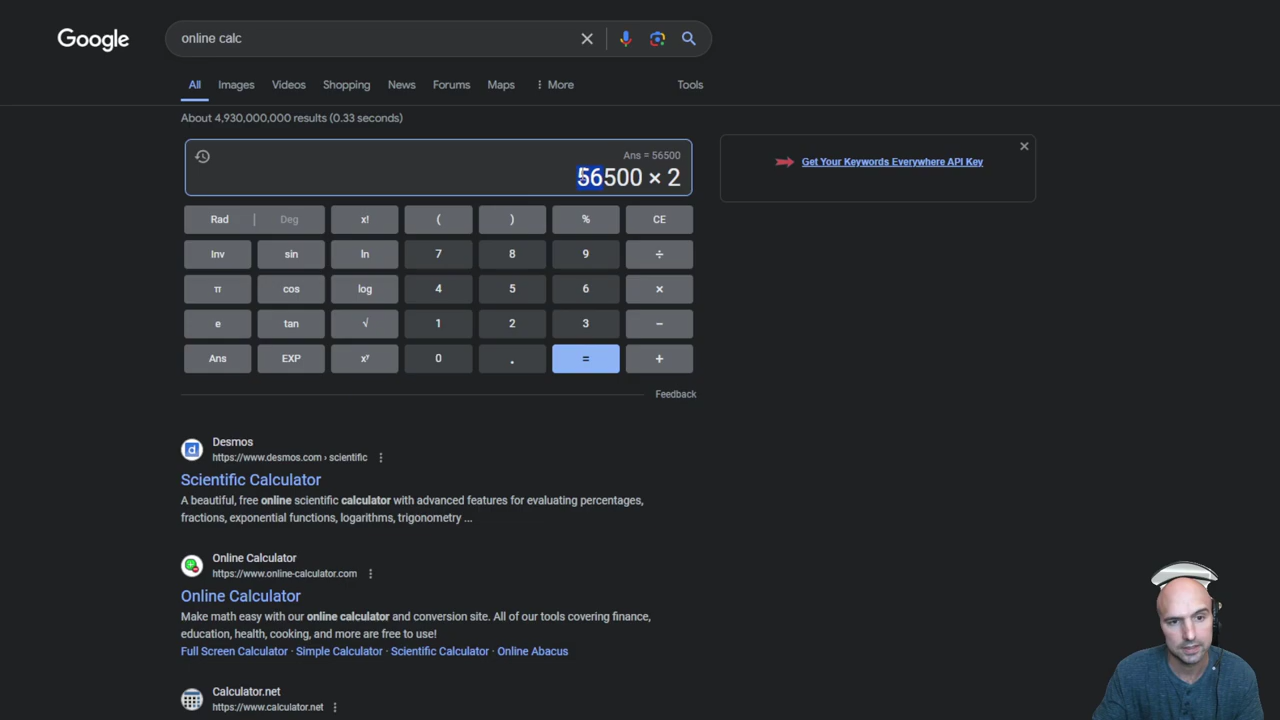 Google
online calc
All
Images
Videos
Shopping
News
Forums
Maps
More
Tools
About 4,930,000,000 results (0.33 seconds)
Ans = 56500
56500 × 2
Get Your Keywords Everywhere API Key
Rad | Deg
x!
(
)
%
CE
Inv
sin
ln
7
8
9
÷
π
cos
log
4
5
6
×
e
tan
√
1
2
3
−
Ans
EXP
xʸ
0
.
=
+
Feedback
Desmos
https://www.desmos.com › scientific
Scientific Calculator
A beautiful, free online scientific calculator with advanced features for evaluating percentages,
fractions, exponential functions, logarithms, trigonometry ...
Online Calculator
https://www.online-calculator.com
Online Calculator
Make math easy with our online calculator and conversion site. All of our tools covering finance,
education, health, cooking, and more are free to use!
Full Screen Calculator · Simple Calculator · Scientific Calculator · Online Abacus
Calculator.net
https://www.calculator.net